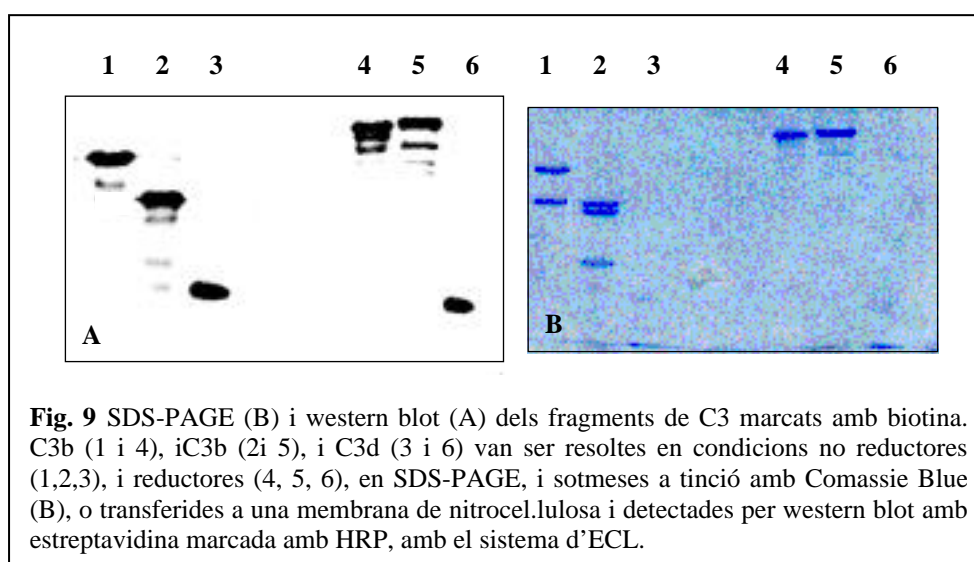 1 2 3 4 5 6
1 2 3 4 5 6
A
B
Fig. 9 SDS-PAGE (B) i western blot (A) dels fragments de C3 marcats amb biotina.
C3b (1 i 4), iC3b (2i 5), i C3d (3 i 6) van ser resoltes en condicions no reductores
(1,2,3), i reductores (4, 5, 6), en SDS-PAGE, i sotmeses a tinció amb Comassie Blue
(B), o transferides a una membrana de nitrocel.lulosa i detectades per western blot amb
estreptavidina marcada amb HRP, amb el sistema d’ECL.